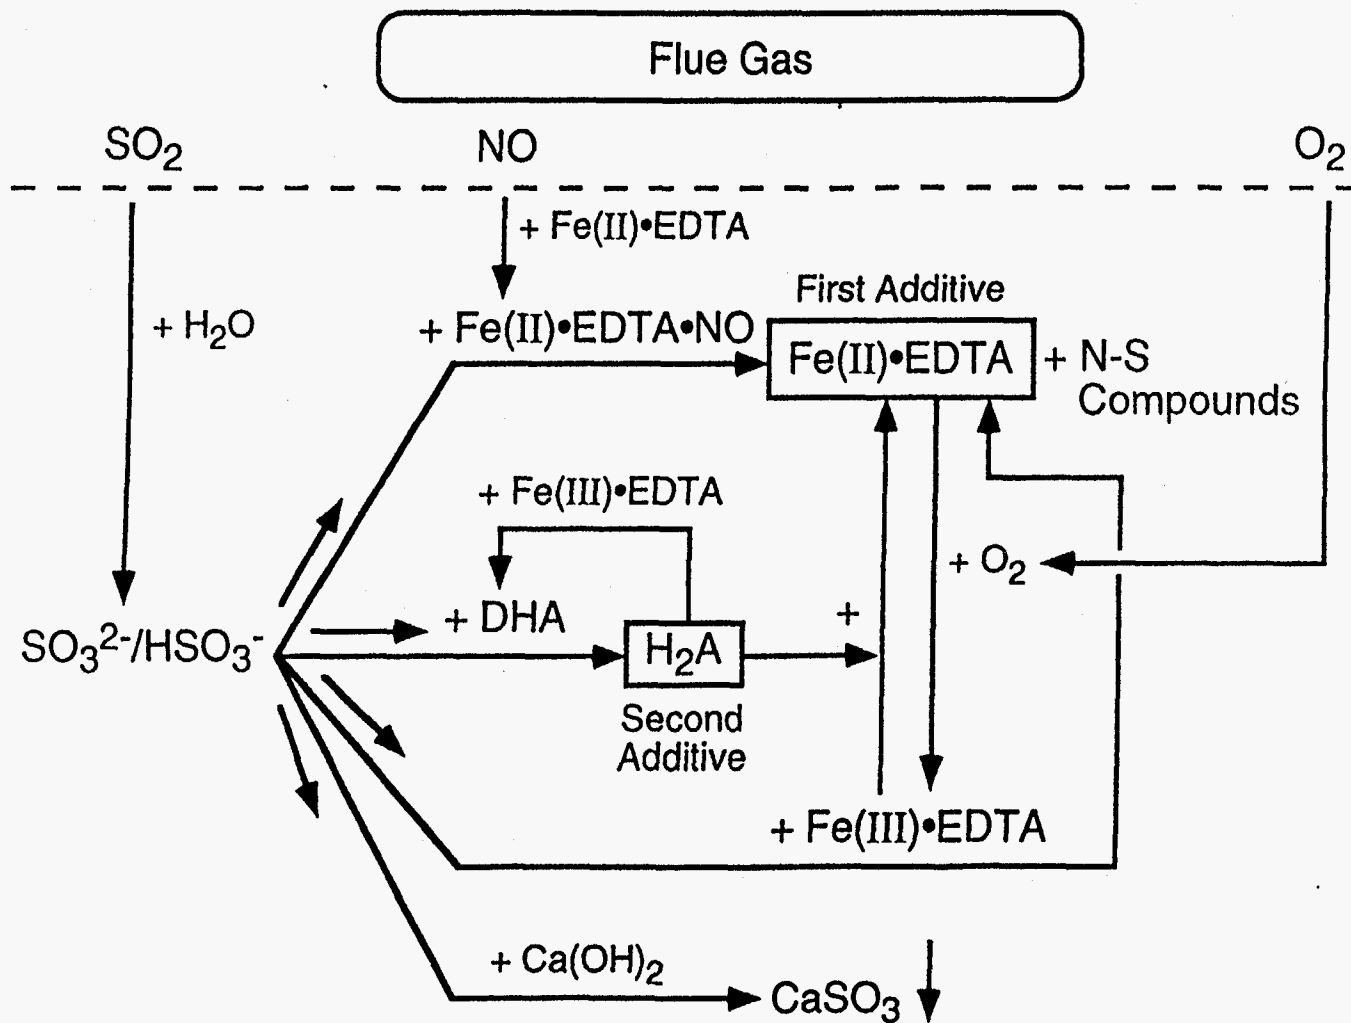 Flue Gas
SO₂
NO
O₂
+ Fe(II)•EDTA
First Additive
+ H₂O
+ Fe(II)•EDTA•NO
Fe(II)•EDTA
+ N-S
Compounds
+ Fe(III)•EDTA
+ O₂
+ DHA
+
SO₃²⁻/HSO₃⁻
H₂A
Second
Additive
+ Fe(III)•EDTA
+ Ca(OH)₂
CaSO₃